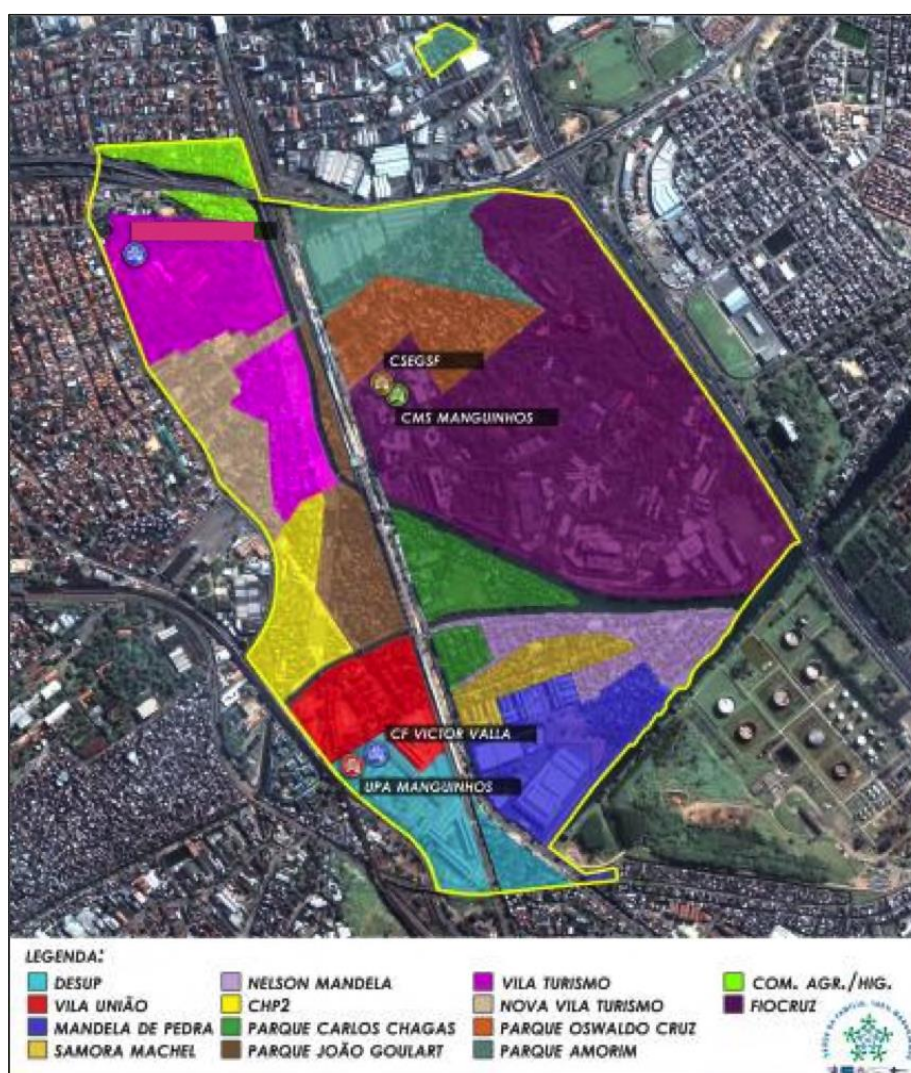 CSEGSF
CMS MANGUINHOS
CF VICTOR VALLA
UPA MANGUINHOS
LEGENDA:
DESUP
VILA UNIÃO
MANDELA DE PEDRA
SAMORA MACHEL
NELSON MANDELA
CHP2
PARQUE CARLOS CHAGAS
PARQUE JOÃO GOULART
VILA TURISMO
NOVA VILA TURISMO
PARQUE OSWALDO CRUZ
PARQUE AMORIM
COM. AGR./HIG.
FIOCRUZ